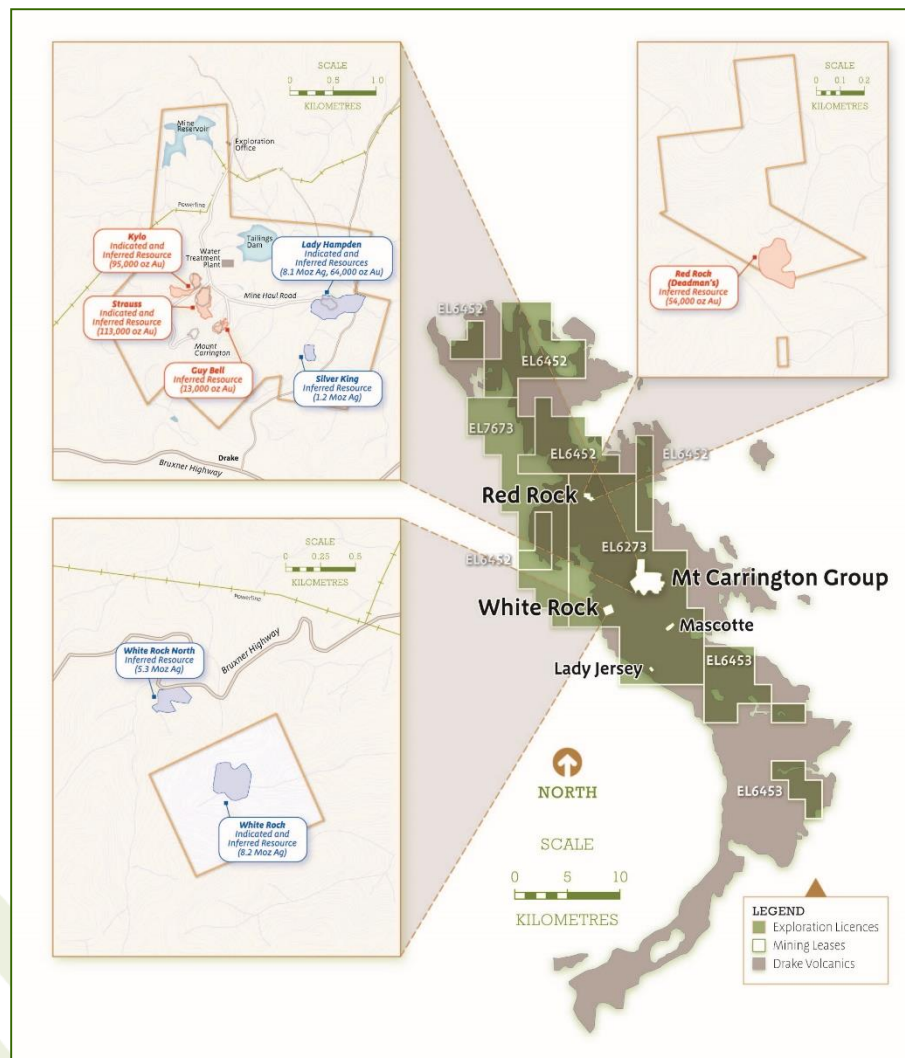 SCALE
0 0.5 1.0
KILOMETRES
Mine
Reservoir
Exploration
Office
Powerline
Kylo
Indicated and
Inferred Resource
(95,000 oz Au)
Water
Treatment
Plant
Tailings
Dam
Lady Hampden
Indicated and
Inferred Resources
(8.1 Moz Ag, 64,000 oz Au)
Mine Haul Road
Strauss
Indicated and
Inferred Resource
(113,000 oz Au)
Mount
Carrington
Guy Bell
Inferred Resource
(13,000 oz Au)
Silver King
Inferred Resource
(1.2 Moz Ag)
Drake
Bruxner Highway
SCALE
0 0.1 0.2
KILOMETRES
Red Rock
(Deadman's)
Inferred Resource
(54,000 oz Au)
SCALE
0 0.25 0.5
KILOMETRES
Powerline
Bruxner Highway
White Rock North
Inferred Resource
(5.3 Moz Ag)
White Rock
Indicated and
Inferred Resource
(8.2 Moz Ag)
EL6452
EL6452
EL7673
EL6452
EL6452
Red Rock
EL6452
EL6273
Mt Carrington Group
White Rock
Mascotte
Lady Jersey
EL6453
EL6453
NORTH
SCALE
0 5 10
KILOMETRES
LEGEND
Exploration Licences
Mining Leases
Drake Volcanics